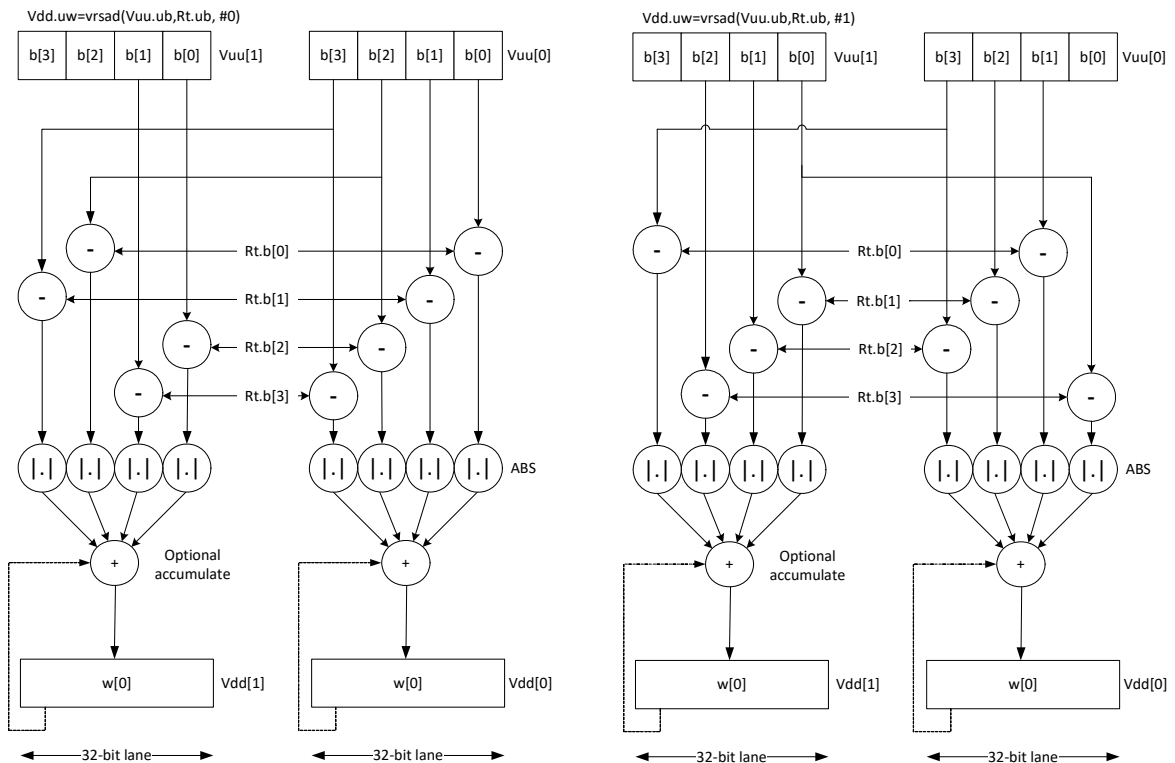 Vdd.uw=vrsad(Vuu.ub,Rt.ub, #0)
b[3] b[2] b[1] b[0] Vuu[1] b[3] b[2] b[1] b[0] Vuu[0]
- Rt.b[0] -
- Rt.b[1] -
- Rt.b[2] -
- Rt.b[3] -
|.| |.| |.| |.| |.| |.| |.| |.| ABS
+ Optional +
accumulate
w[0] Vdd[1] w[0] Vdd[0]
32-bit lane 32-bit lane
Vdd.uw=vrsad(Vuu.ub,Rt.ub, #1)
b[3] b[2] b[1] b[0] Vuu[1] b[3] b[2] b[1] b[0] Vuu[0]
- Rt.b[0] -
- Rt.b[1] -
- Rt.b[2] -
- Rt.b[3] -
|.| |.| |.| |.| |.| |.| |.| |.| ABS
+ Optional +
accumulate
w[0] Vdd[1] w[0] Vdd[0]
32-bit lane 32-bit lane